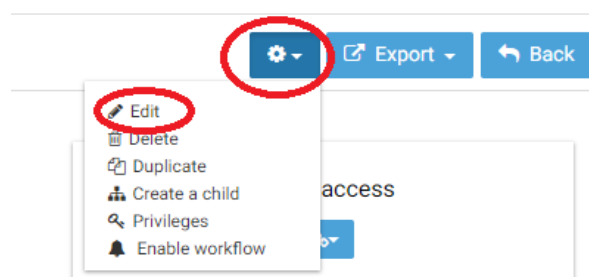 Export
Back
Edit
Delete
Duplicate
Create a child
Privileges
Enable workflow
access